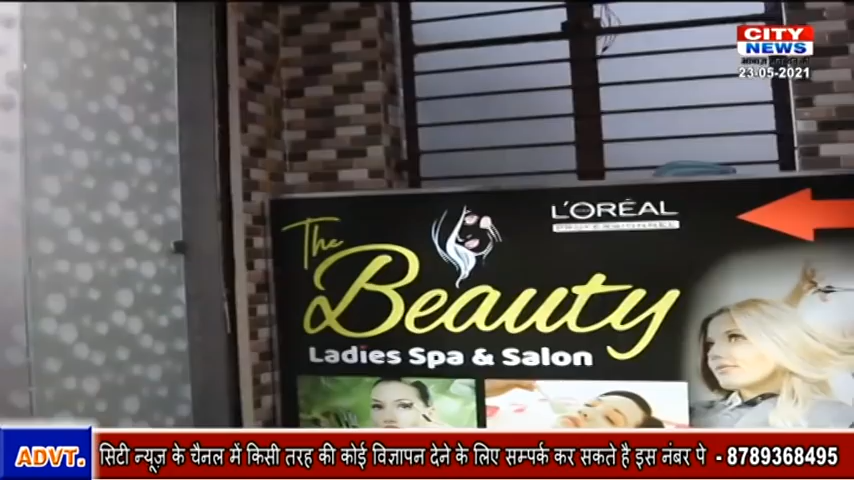 CITY
NEWS
23-05-2021
L'ORÉAL
PROFESSIONNEL
The
Beauty
Ladies Spa & Salon
ADVT.
सिटी न्यूज़ के चैनल में किसी तरह की कोई विज्ञापन देने के लिए सम्पर्क कर सकते है इस नंबर पे - 8789368495